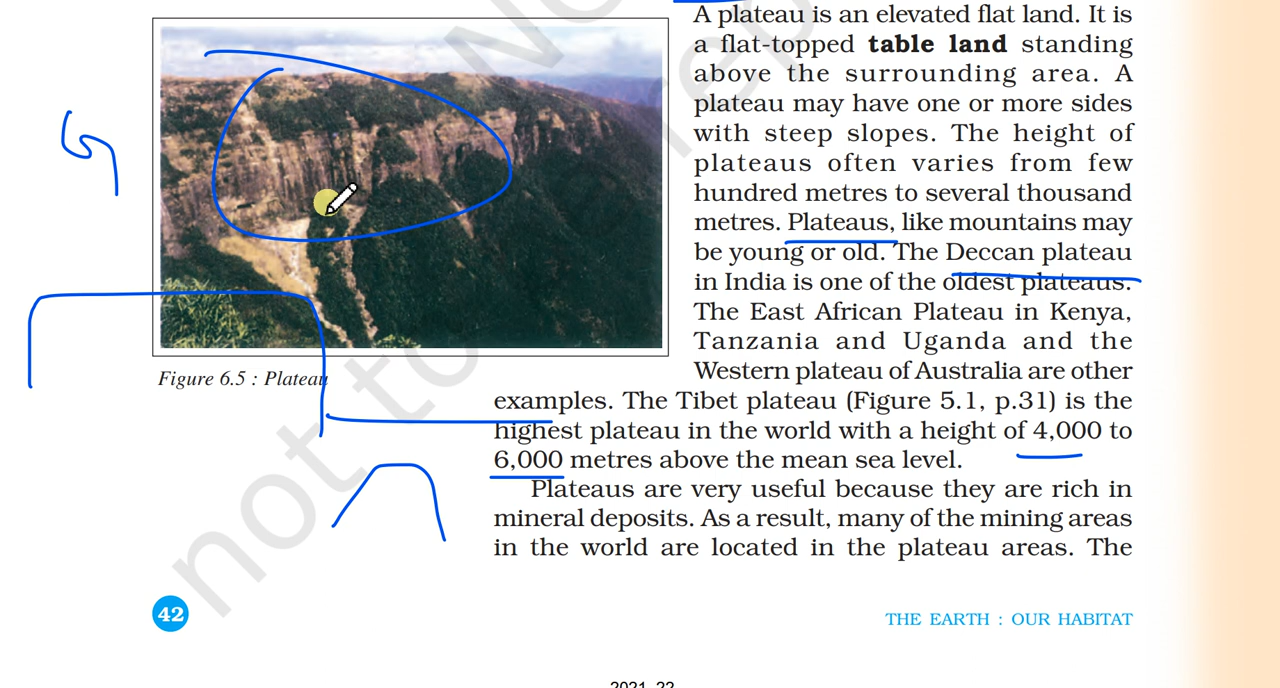 A plateau is an elevated flat land. It is
a flat-topped table land standing
above the surrounding area. A
plateau may have one or more sides
with steep slopes. The height of
plateaus often varies from few
hundred metres to several thousand
metres. Plateaus, like mountains may
be young or old. The Deccan plateau
in India is one of the oldest plateaus.
The East African Plateau in Kenya,
Tanzania and Uganda and the
Western plateau of Australia are other
Figure 6.5 : Plateau
examples. The Tibet plateau (Figure 5.1, p.31) is the
highest plateau in the world with a height of 4,000 to
6,000 metres above the mean sea level.
Plateaus are very useful because they are rich in
mineral deposits. As a result, many of the mining areas
in the world are located in the plateau areas. The
42
THE EARTH : OUR HABITAT
2021-22
not to